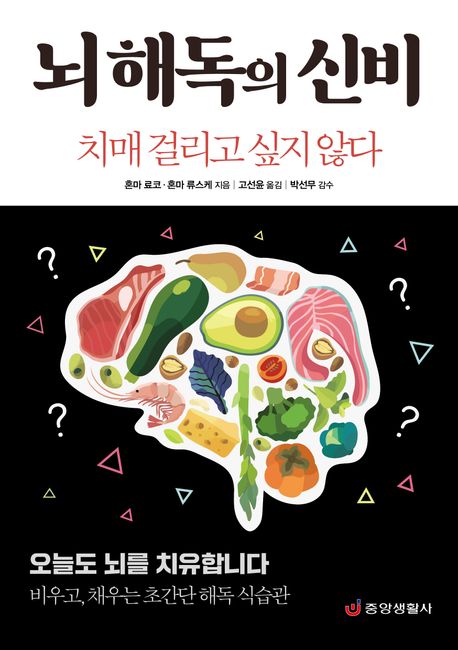 뇌 해독의 신비
치매 걸리고 싶지 않다
혼마 료코·혼마 류스케 지음 | 고선윤 옮김 | 박선무 감수
?
?
?
?
오늘도 뇌를 치유합니다
비우고, 채우는 초간단 해독 식습관
중앙생활사